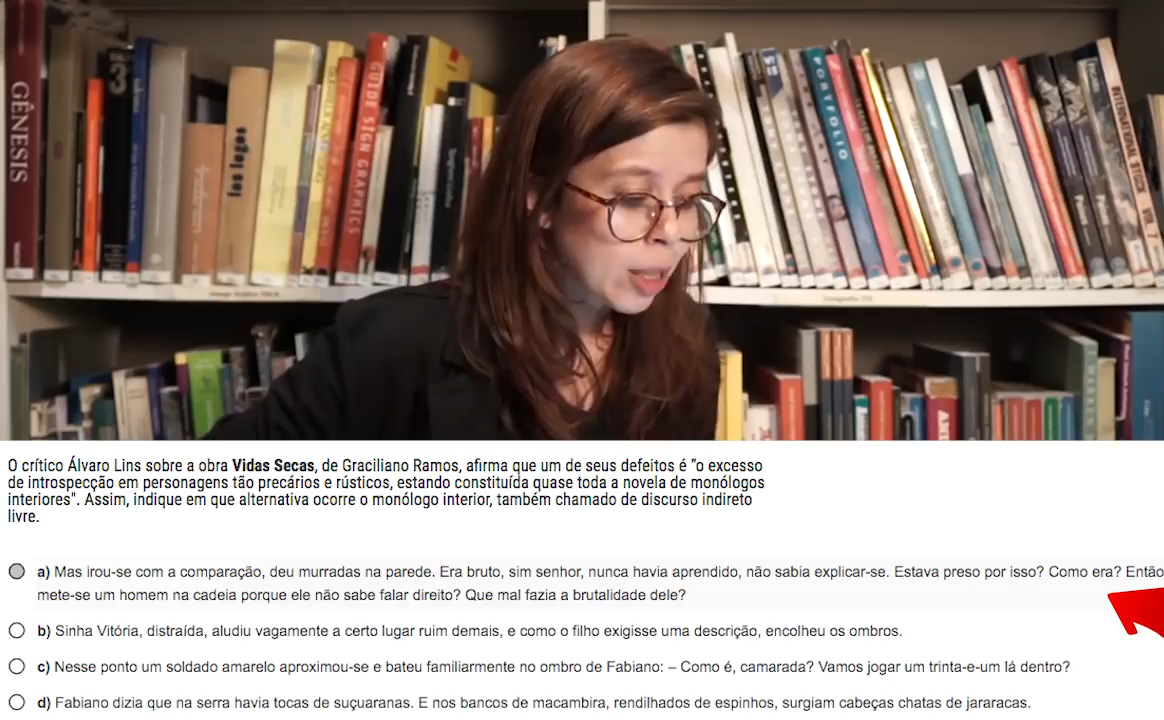 GÊNESIS
los logos
GUIDE SIGN GRAPHICS
PORTFOLIO
INTERNATIONAL STOCK
O crítico Álvaro Lins sobre a obra Vidas Secas, de Graciliano Ramos, afirma que um de seus defeitos é "o excesso
de introspecção em personagens tão precários e rústicos, estando constituída quase toda a novela de monólogos
interiores". Assim, indique em que alternativa ocorre o monólogo interior, também chamado de discurso indireto
livre.
a) Mas irou-se com a comparação, deu murradas na parede. Era bruto, sim senhor, nunca havia aprendido, não sabia explicar-se. Estava preso por isso? Como era? Então
mete-se um homem na cadeia porque ele não sabe falar direito? Que mal fazia a brutalidade dele?
b) Sinha Vitória, distraída, aludiu vagamente a certo lugar ruim demais, e como o filho exigisse uma descrição, encolheu os ombros.
c) Nesse ponto um soldado amarelo aproximou-se e bateu familiarmente no ombro de Fabiano: – Como é, camarada? Vamos jogar um trinta-e-um lá dentro?
d) Fabiano dizia que na serra havia tocas de suçuaranas. E nos bancos de macambira, rendilhados de espinhos, surgiam cabeças chatas de jararacas.